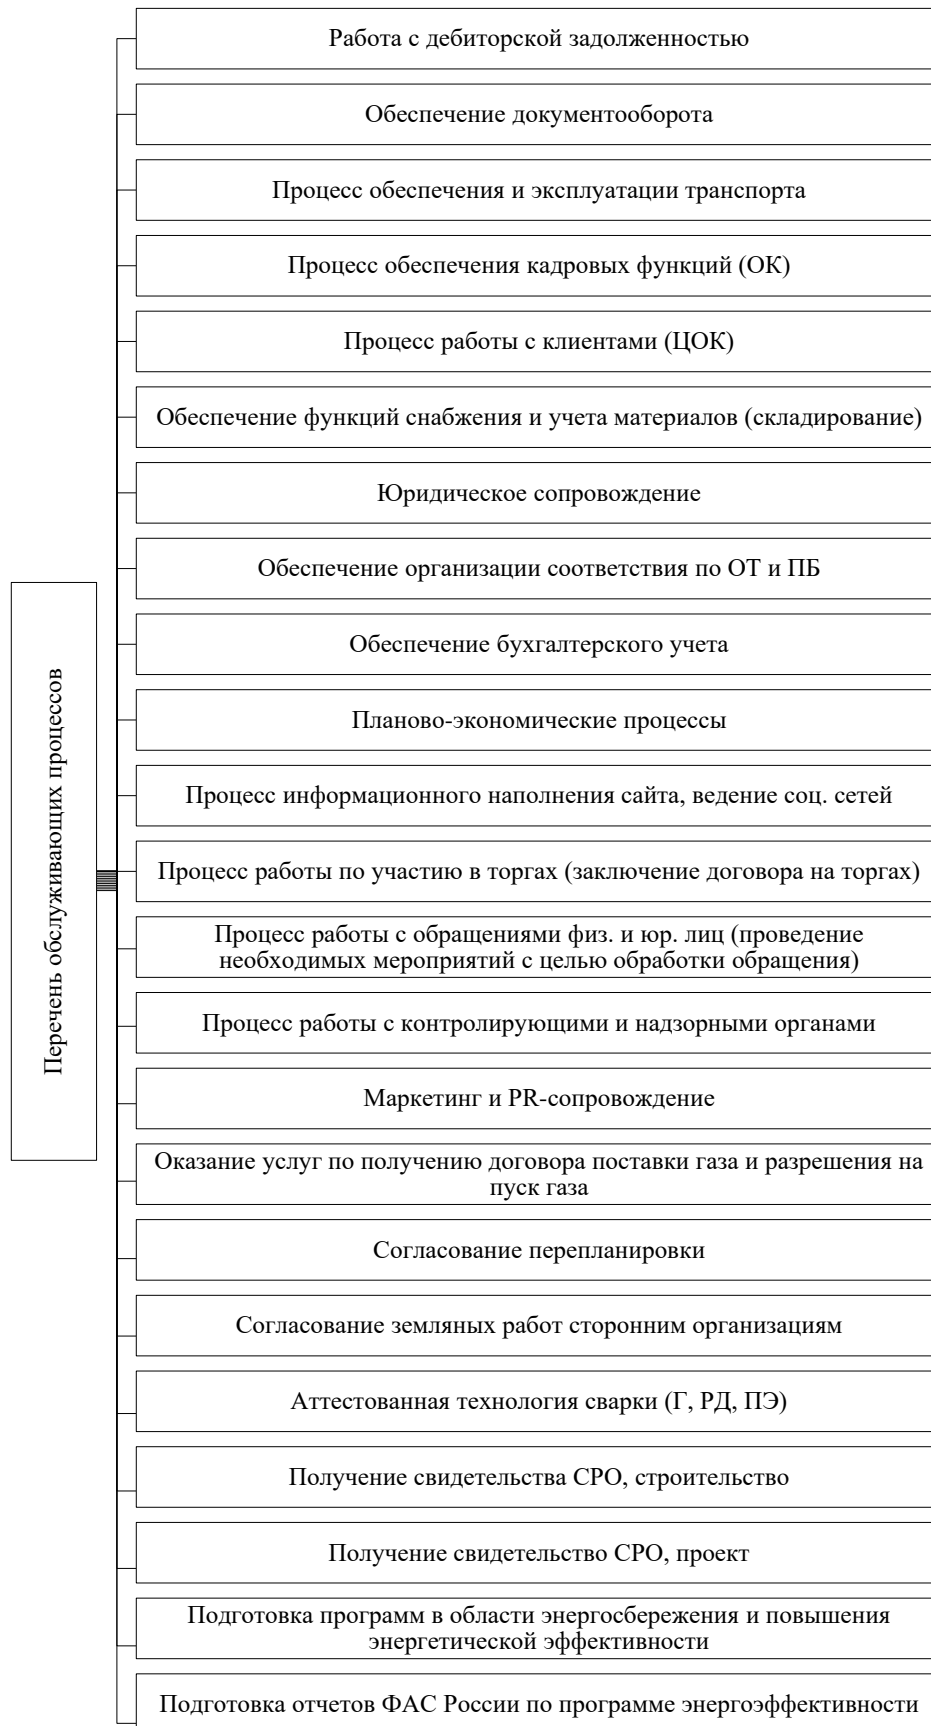 Работа с дебиторской задолженностью
Обеспечение документооборота
Процесс обеспечения и эксплуатации транспорта
Процесс обеспечения кадровых функций (ОК)
Процесс работы с клиентами (ЦОК)
Обеспечение функций снабжения и учета материалов (складирование)
Юридическое сопровождение
Обеспечение организации соответствия по ОТ и ПБ
Обеспечение бухгалтерского учета
Планово-экономические процессы
Процесс информационного наполнения сайта, ведение соц. сетей
Процесс работы по участию в торгах (заключение договора на торгах)
Процесс работы с обращениями физ. и юр. лиц (проведение
необходимых мероприятий с целью обработки обращения)
Процесс работы с контролирующими и надзорными органами
Маркетинг и PR-сопровождение
Оказание услуг по получению договора поставки газа и разрешения на
пуск газа
Согласование перепланировки
Согласование земляных работ сторонним организациям
Аттестованная технология сварки (Г, РД, ПЭ)
Получение свидетельства СРО, строительство
Получение свидетельство СРО, проект
Подготовка программ в области энергосбережения и повышения
энергетической эффективности
Подготовка отчетов ФАС России по программе энергоэффективности
Перечень обслуживающих процессов